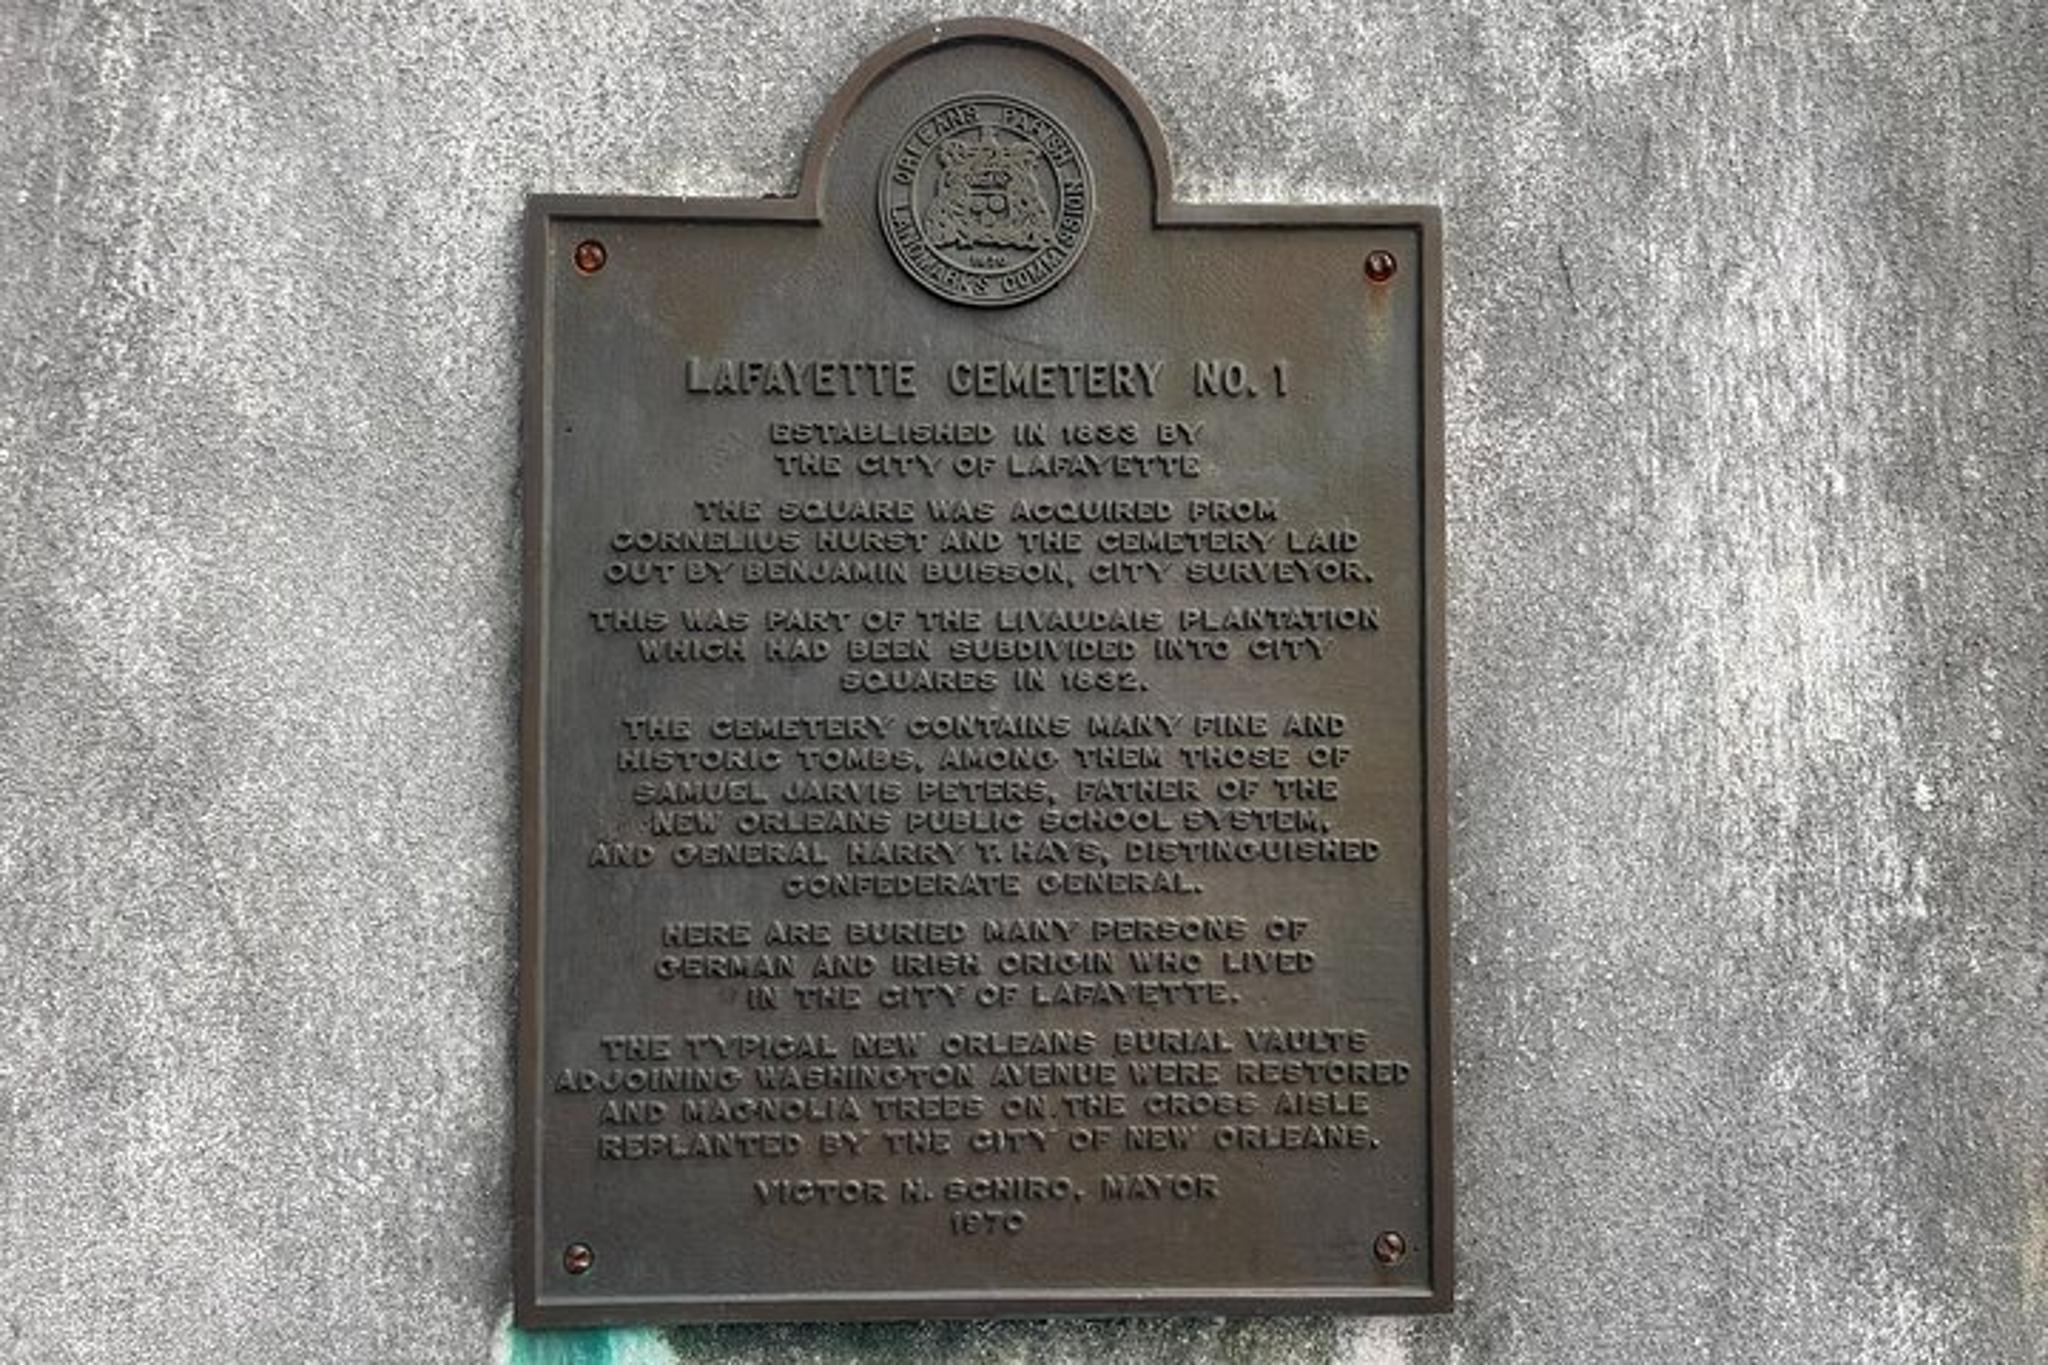 ORLEANS PARISH LANDMARKS COMMISSION
LAFAYETTE CEMETERY NO. 1
ESTABLISHED IN 1833 BY
THE CITY OF LAFAYETTE
THE SQUARE WAS ACQUIRED FROM
CORNELIUS HURST AND THE CEMETERY LAID
OUT BY BENJAMIN BUISSON, CITY SURVEYOR.
THIS WAS PART OF THE LIVAUDAIS PLANTATION
WHICH HAD BEEN SUBDIVIDED INTO CITY
SQUARES IN 1832.
THE CEMETERY CONTAINS MANY FINE AND
HISTORIC TOMBS, AMONG THEM THOSE OF
SAMUEL JARVIS PETERS, FATHER OF THE
NEW ORLEANS PUBLIC SCHOOL SYSTEM,
AND GENERAL HARRY T. HAYS, DISTINGUISHED
CONFEDERATE GENERAL.
HERE ARE BURIED MANY PERSONS OF
GERMAN AND IRISH ORIGIN WHO LIVED
IN THE CITY OF LAFAYETTE.
THE TYPICAL NEW ORLEANS BURIAL VAULTS
ADJOINING WASHINGTON AVENUE WERE RESTORED
AND MAGNOLIA TREES ON THE CROSS AISLE
REPLANTED BY THE CITY OF NEW ORLEANS.
VICTOR H. SCHIRO, MAYOR
1970